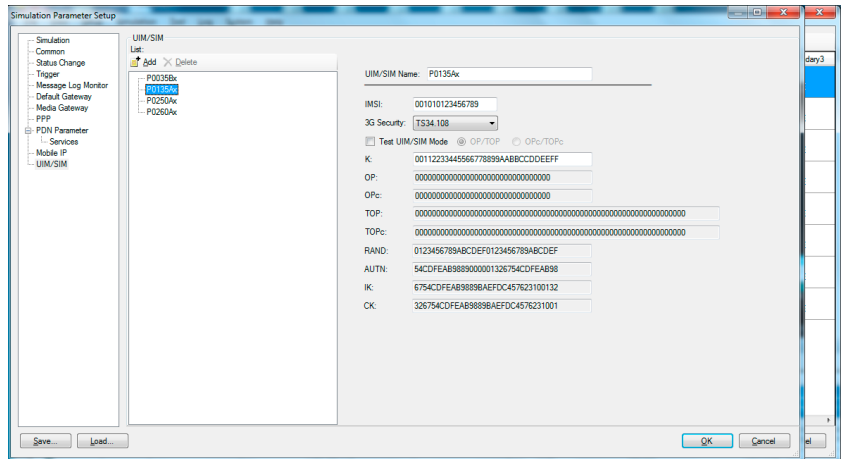 Simulation Parameter Setup
Simulation
Common
Status Change
Trigger
Message Log Monitor
Default Gateway
Media Gateway
PPP
PDN Parameter
Services
Mobile IP
UIM/SIM
UIM/SIM
List:
Add Delete
P0035Bx
P0135Ax
P0250Ax
P0260Ax
UIM/SIM Name: P0135Ax
IMSI: 001010123456789
3G Security: TS34.108
Test UIM/SIM Mode OP/TOP OPc/TOPc
K: 00112233445566778899AABBCCDDEEFF
OP: 00000000000000000000000000000000
OPc: 00000000000000000000000000000000
TOP: 0000000000000000000000000000000000000000000000000000000000000000
TOPc: 0000000000000000000000000000000000000000000000000000000000000000
RAND: 0123456789ABCDEF0123456789ABCDEF
AUTN: 54CDFEAB9889000001326754CDFEAB98
IK: 6754CDFEAB9889BAEFDC457623100132
CK: 326754CDFEAB9889BAEFDC4576231001
dary3
Save... Load... OK Cancel el